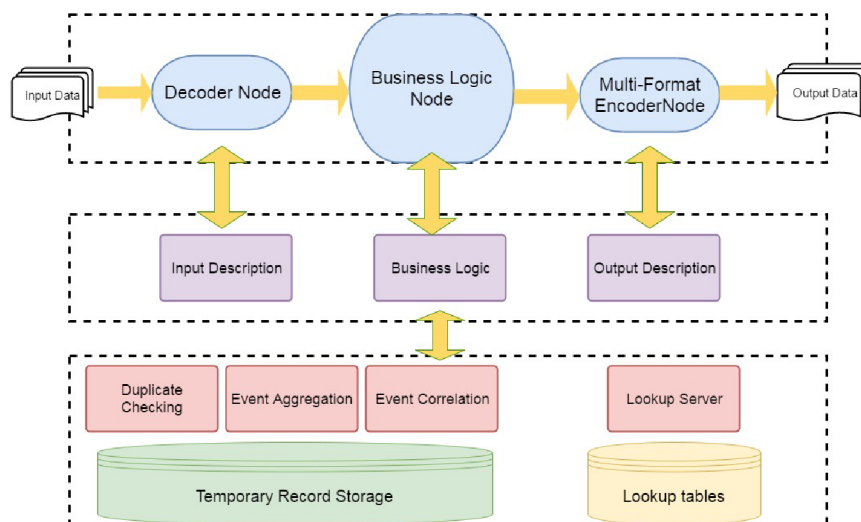 Input Data
Decoder Node
Business Logic
Node
Multi-Format
EncoderNode
Output Data
Input Description
Business Logic
Output Description
Duplicate
Checking
Event Aggregation
Event Correlation
Lookup Server
Temporary Record Storage
Lookup tables